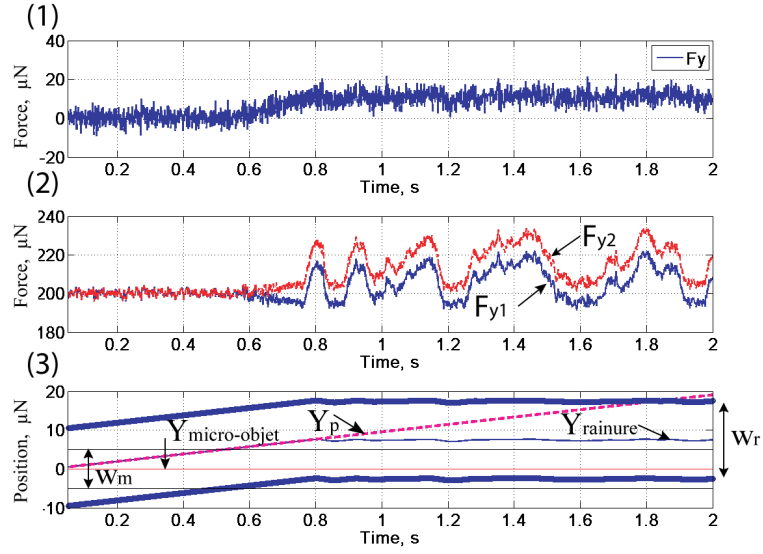 (1)
Force, μN
40
20
0
-20
Fy
0.2 0.4 0.6 0.8 1 1.2 1.4 1.6 1.8 2
Time, s
(2)
Force, μN
240
220
200
180
Fy2
Fy1
0.2 0.4 0.6 0.8 1 1.2 1.4 1.6 1.8 2
Time, s
(3)
Position, μN
20
10
0
-10
Ymicro-objet
Yp
Yrainure
wm
wr
0.2 0.4 0.6 0.8 1 1.2 1.4 1.6 1.8 2
Time, s